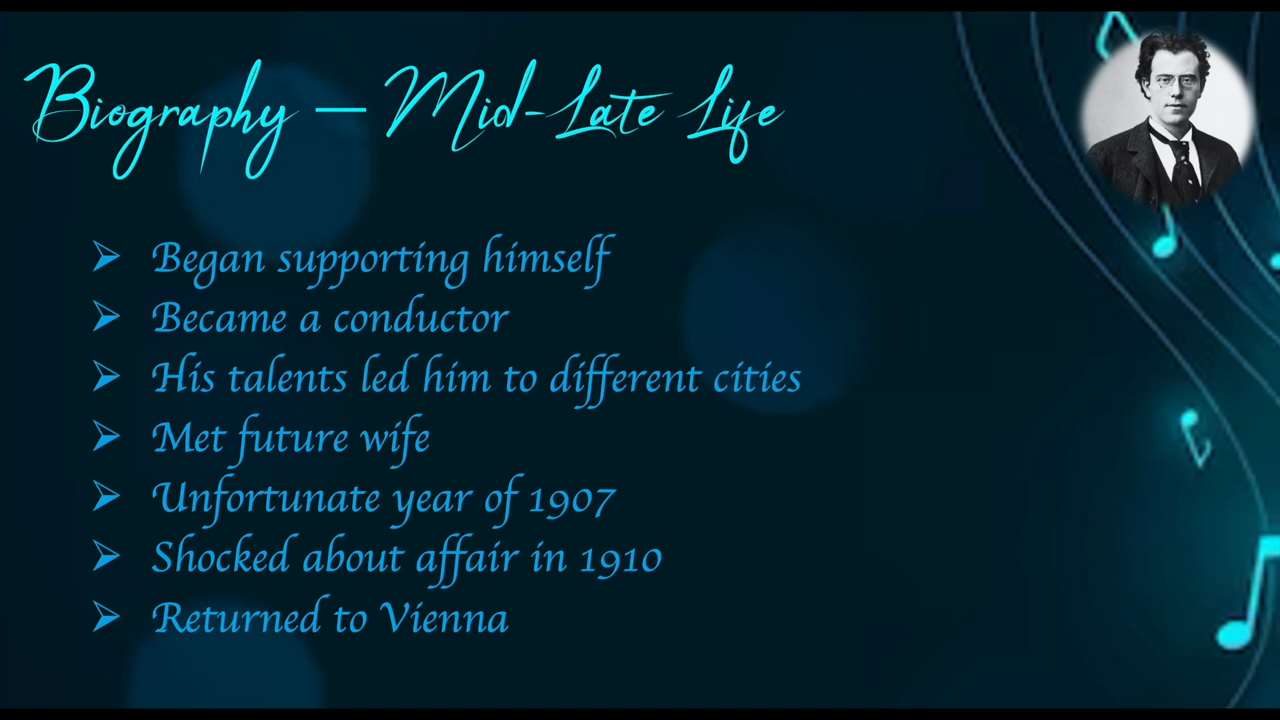 Biography — Mid-Late Life
➢ Began supporting himself
➢ Became a conductor
➢ His talents led him to different cities
➢ Met future wife
➢ Unfortunate year of 1907
➢ Shocked about affair in 1910
➢ Returned to Vienna